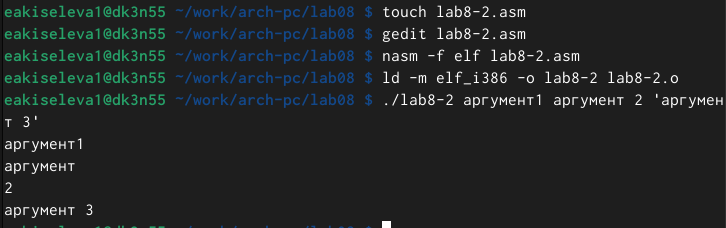 eakiseleva1@dk3n55 ~/work/arch-pc/lab08 $ touch lab8-2.asm
eakiseleva1@dk3n55 ~/work/arch-pc/lab08 $ gedit lab8-2.asm
eakiseleva1@dk3n55 ~/work/arch-pc/lab08 $ nasm -f elf lab8-2.asm
eakiseleva1@dk3n55 ~/work/arch-pc/lab08 $ ld -m elf_i386 -o lab8-2 lab8-2.o
eakiseleva1@dk3n55 ~/work/arch-pc/lab08 $ ./lab8-2 аргумент1 аргумент 2 'аргумен
т 3'
аргумент1
аргумент
2
аргумент 3